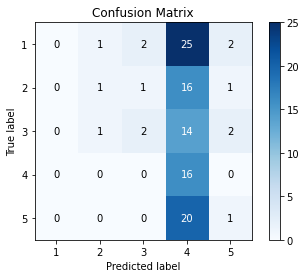 Confusion Matrix
25
1 0 1 2 25 2
20
2 0 1 1 16 1
15
3 0 1 2 14 2
10
4 0 0 0 16 0
5
5 0 0 0 20 1
0
1 2 3 4 5
True label
Predicted label